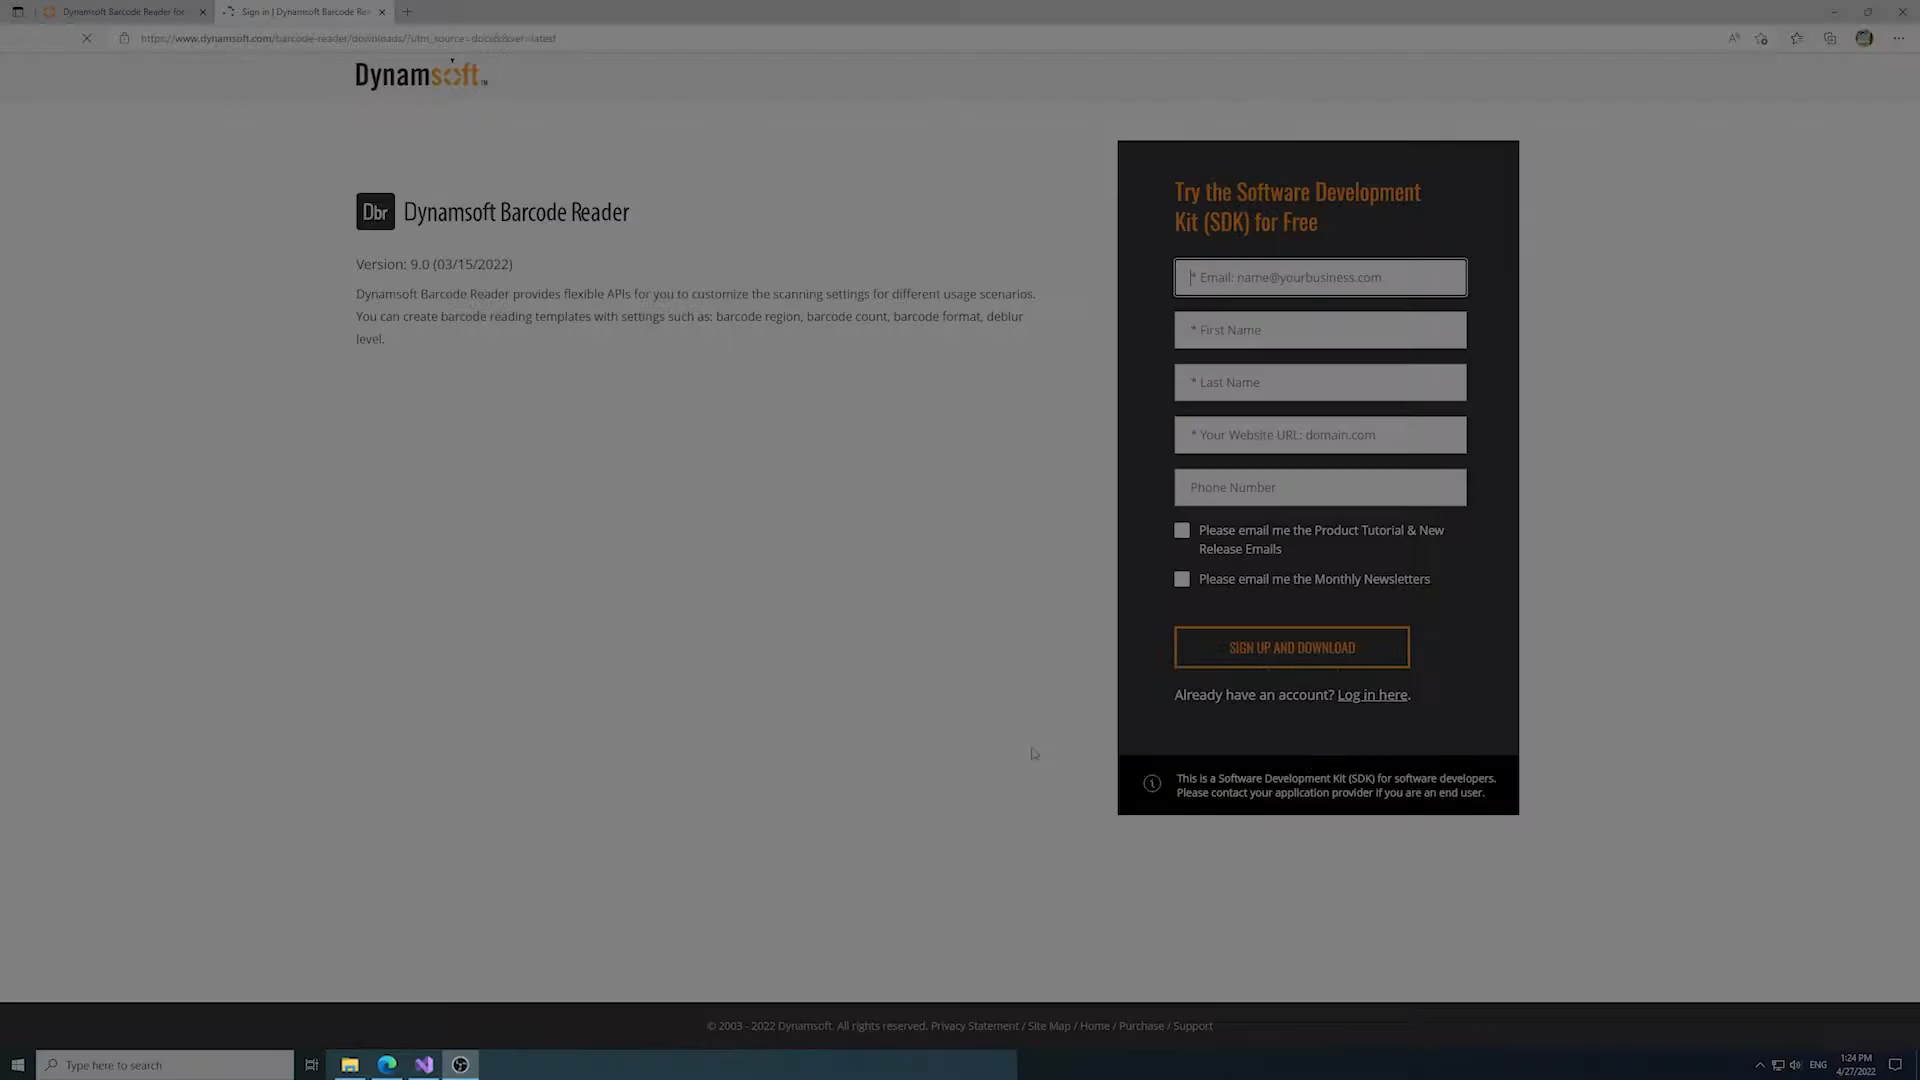 Dynamsoft Barcode Reader for
Sign in | Dynamsoft Barcode Rea
https://www.dynamsoft.com/barcode-reader/downloads/?utm_source=docs&ver=latest
Dynamsoft™
Dbr Dynamsoft Barcode Reader
Version: 9.0 (03/15/2022)
Dynamsoft Barcode Reader provides flexible APIs for you to customize the scanning settings for different usage scenarios.
You can create barcode reading templates with settings such as: barcode region, barcode count, barcode format, deblur
level.
Try the Software Development
Kit (SDK) for Free
* Email: name@yourbusiness.com
* First Name
* Last Name
* Your Website URL: domain.com
Phone Number
Please email me the Product Tutorial & New
Release Emails
Please email me the Monthly Newsletters
SIGN UP AND DOWNLOAD
Already have an account? Log in here.
This is a Software Development Kit (SDK) for software developers.
Please contact your application provider if you are an end user.
© 2003 - 2022 Dynamsoft. All rights reserved. Privacy Statement / Site Map / Home / Purchase / Support
Type here to search
ENG
1:24 PM
4/27/2022